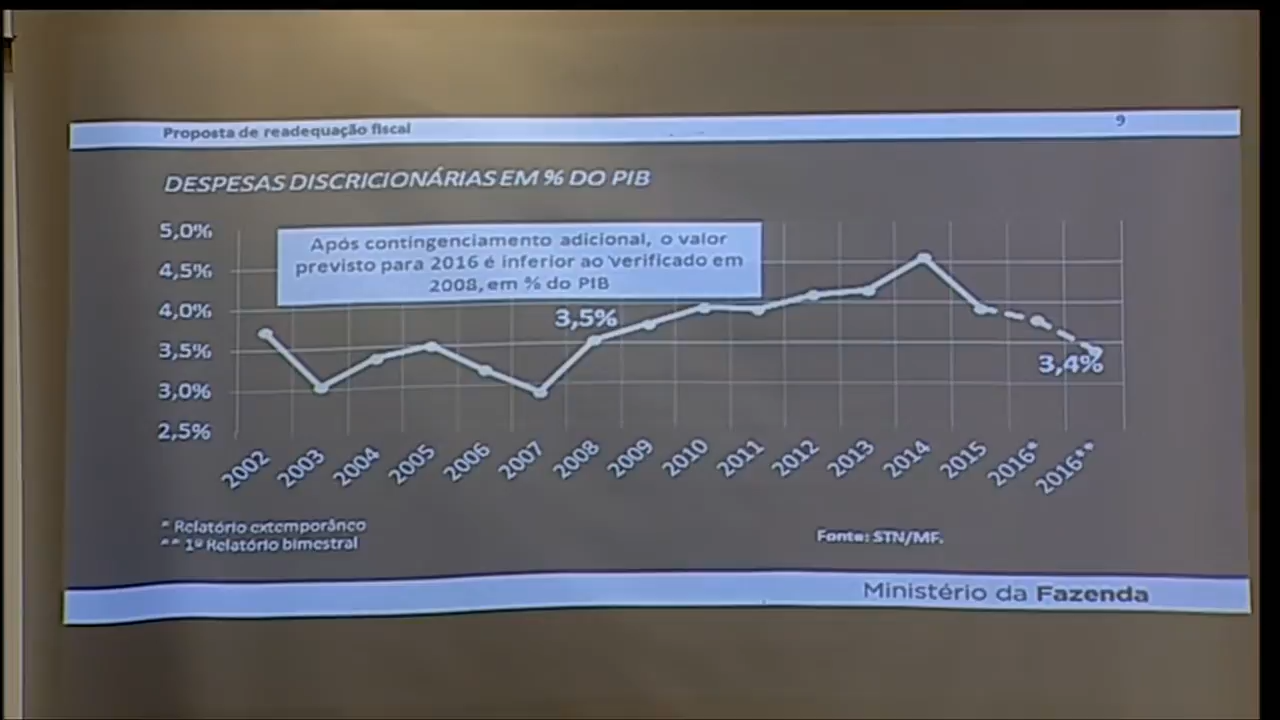 Proposta de readequação fiscal
9
DESPESAS DISCRICIONÁRIAS EM % DO PIB
Após contingenciamento adicional, o valor
previsto para 2016 é inferior ao verificado em
2008, em % do PIB
5,0%
4,5%
4,0%
3,5%
3,0%
2,5%
3,5%
3,4%
2002
2003
2004
2005
2006
2007
2008
2009
2010
2011
2012
2013
2014
2015
2016*
2016**
* Relatório extemporâneo
** 1º Relatório bimestral
Fonte: STN/MF.
Ministério da Fazenda